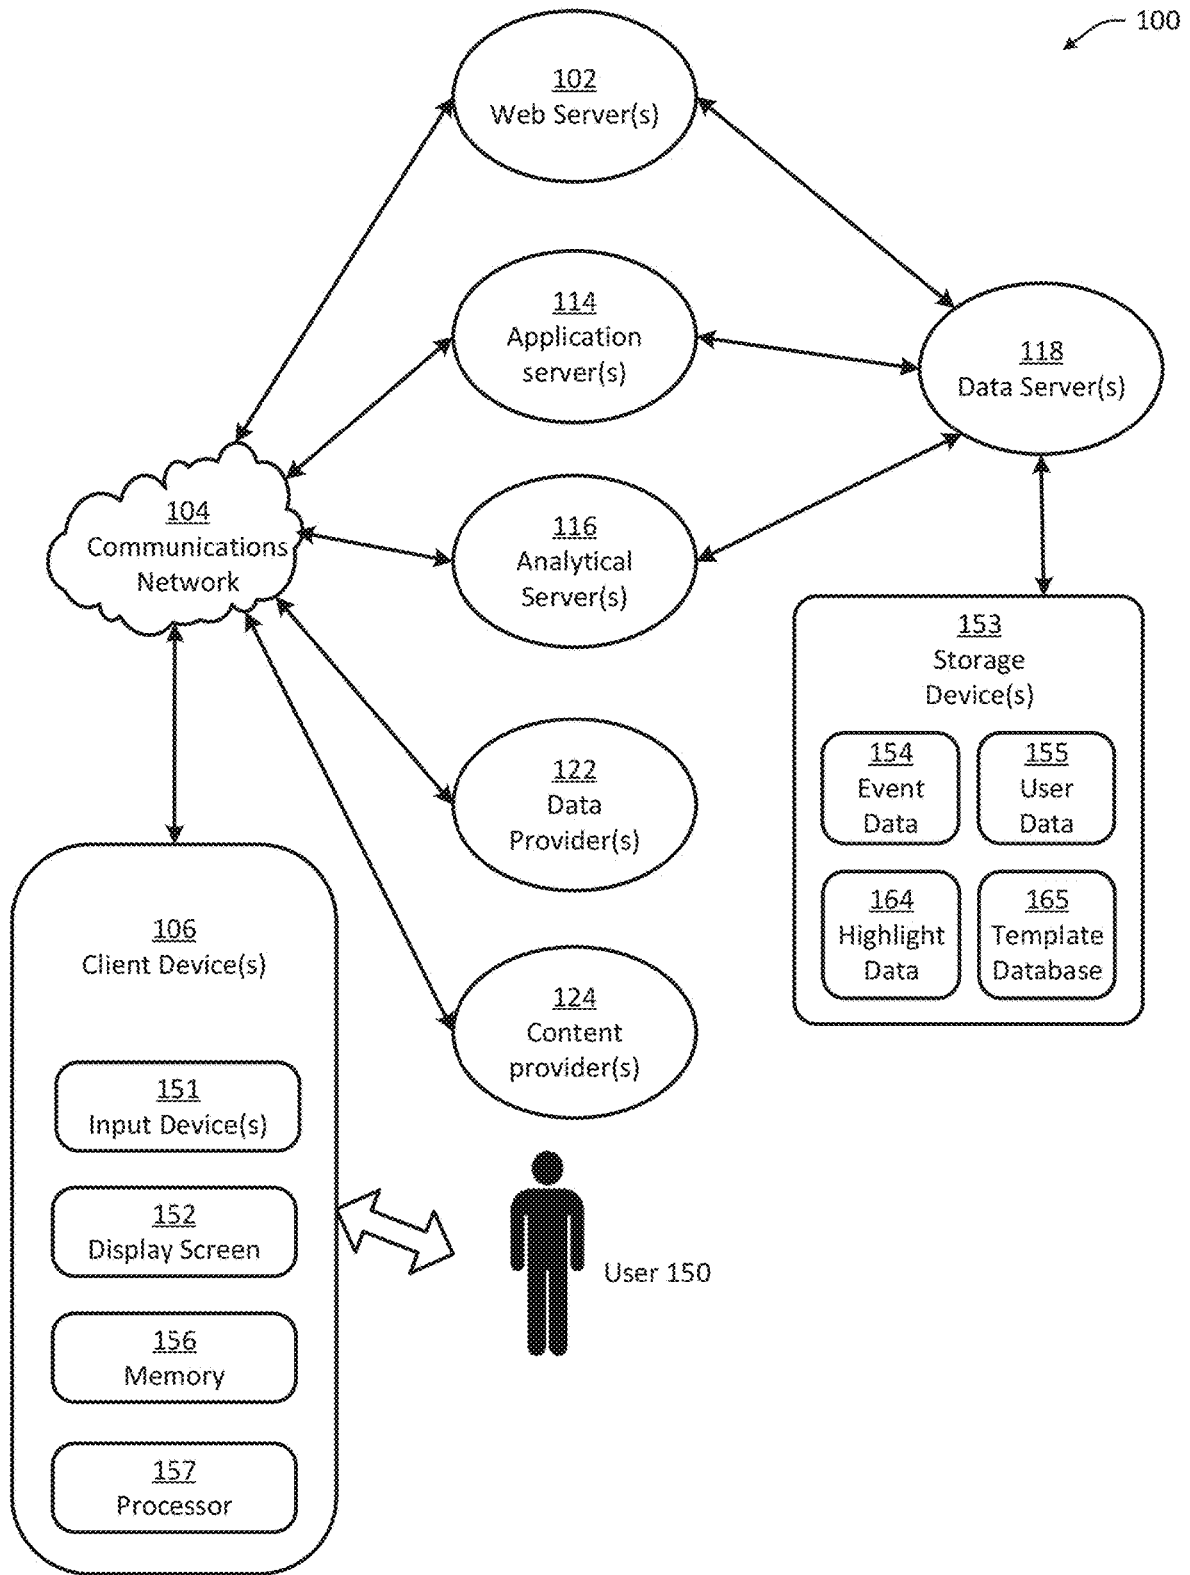 100
102
Web Server(s)
114
Application
server(s)
118
Data Server(s)
104
Communications
Network
116
Analytical
Server(s)
153
Storage
Device(s)
154
Event
Data
155
User
Data
164
Highlight
Data
165
Template
Database
122
Data
Provider(s)
124
Content
provider(s)
106
Client Device(s)
151
Input Device(s)
152
Display Screen
156
Memory
157
Processor
User 150